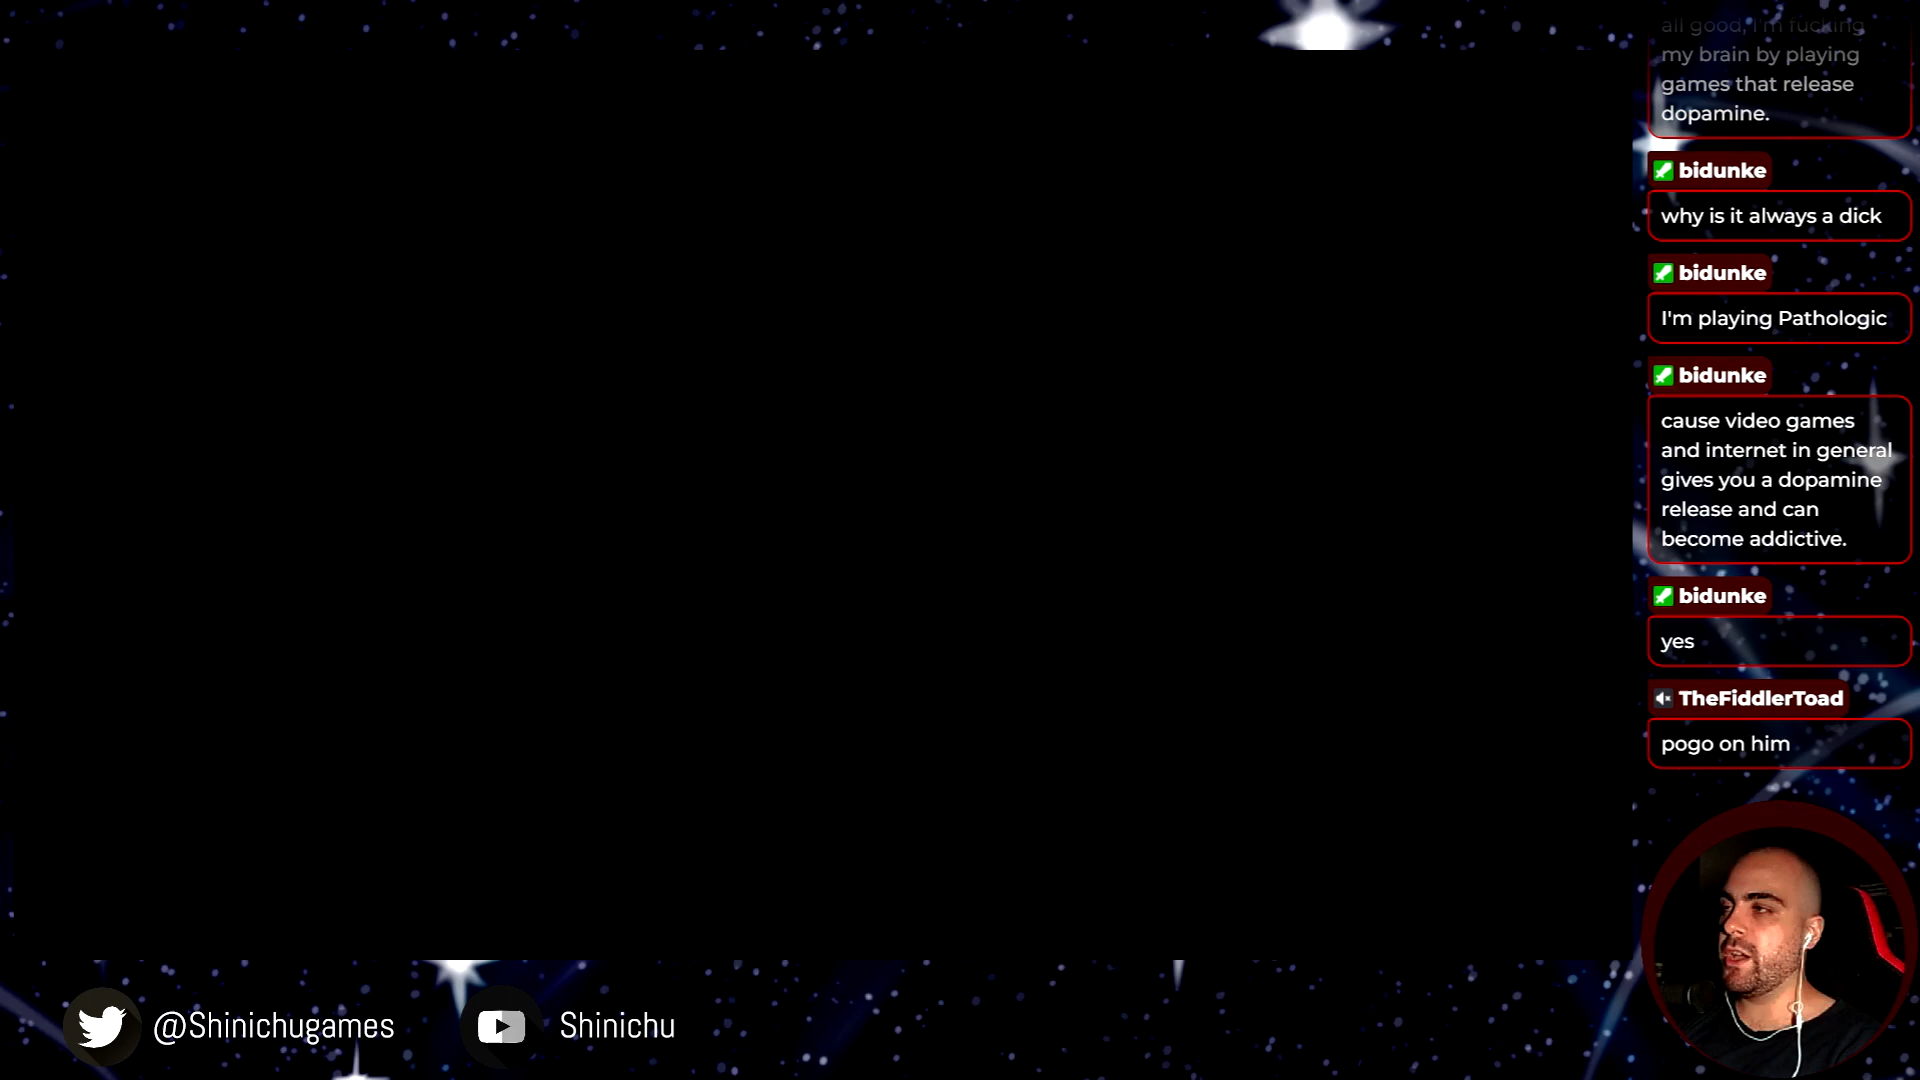 all good, I'm fucking
my brain by playing
games that release
dopamine.
bidunke
why is it always a dick
bidunke
I'm playing Pathologic
bidunke
cause video games
and internet in general
gives you a dopamine
release and can
become addictive.
bidunke
yes
TheFiddlerToad
pogo on him
@Shinichugames
Shinichu